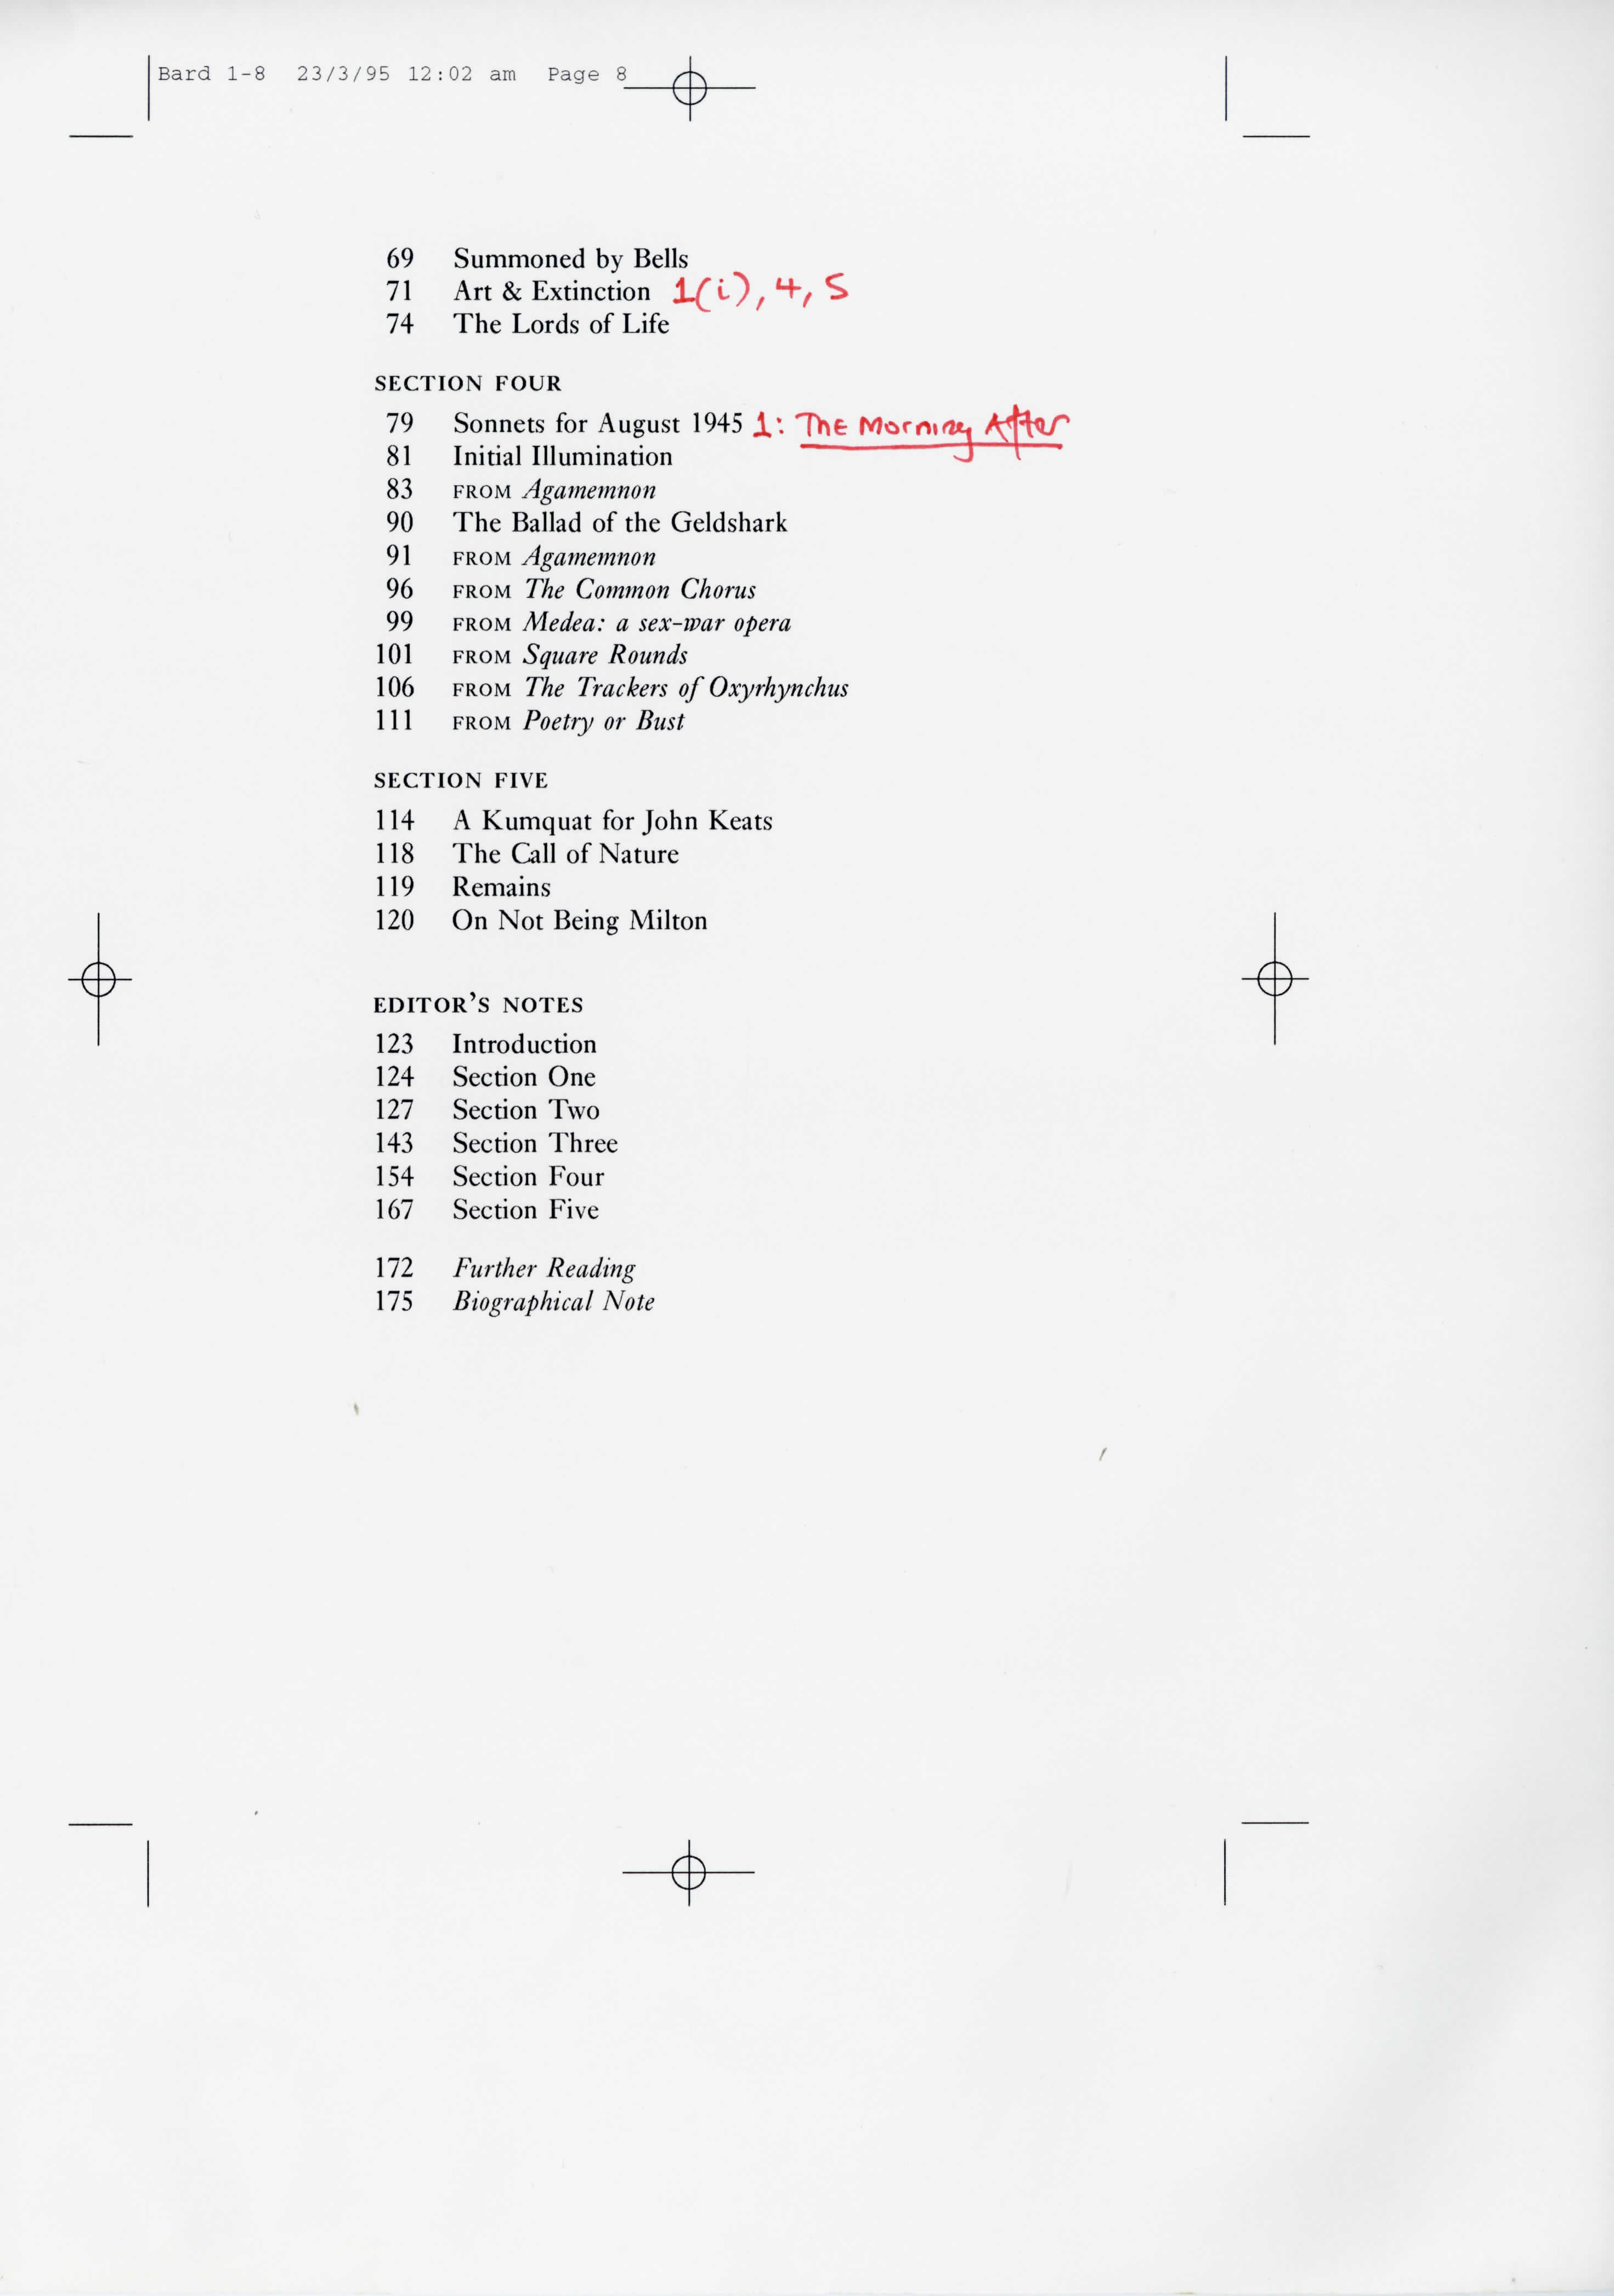 Bard 1-8 23/3/95 12:02 am Page 8
69 Summoned by Bells
71 Art & Extinction 1(i), 4, 5
74 The Lords of Life
SECTION FOUR
79 Sonnets for August 1945 1: The Morning After
81 Initial Illumination
83 FROM Agamemnon
90 The Ballad of the Geldshark
91 FROM Agamemnon
96 FROM The Common Chorus
99 FROM Medea: a sex-war opera
101 FROM Square Rounds
106 FROM The Trackers of Oxyrhynchus
111 FROM Poetry or Bust
SECTION FIVE
114 A Kumquat for John Keats
118 The Call of Nature
119 Remains
120 On Not Being Milton
EDITOR'S NOTES
123 Introduction
124 Section One
127 Section Two
143 Section Three
154 Section Four
167 Section Five
172 Further Reading
175 Biographical Note